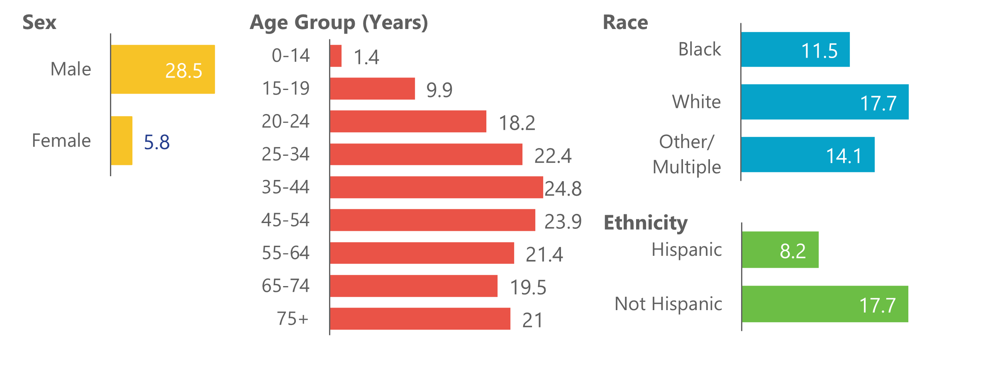 Sex
Male 28.5
Female 5.8
Age Group (Years)
0-14 1.4
15-19 9.9
20-24 18.2
25-34 22.4
35-44 24.8
45-54 23.9
55-64 21.4
65-74 19.5
75+ 21
Race
Black 11.5
White 17.7
Other/
Multiple 14.1
Ethnicity
Hispanic 8.2
Not Hispanic 17.7